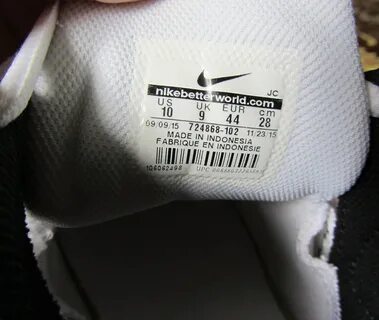 JC
nikebetterworld.com
US UK EUR cm
10 9 44 28
09/09/15 724868-102 11/23/15
MADE IN INDONESIA
FABRIQUE EN INDONESIE
UPC